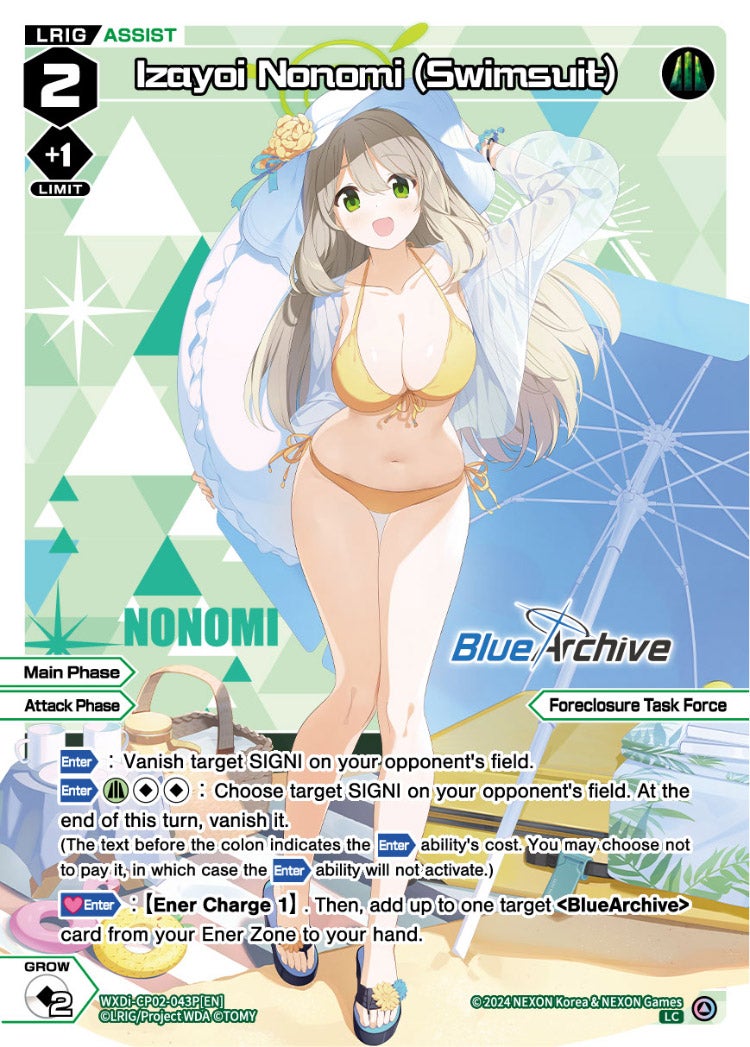 LRIG ASSIST
2
Izayoi Nonomi (Swimsuit)
+1
LIMIT
NONOMI
Blue Archive
Main Phase
Attack Phase
Foreclosure Task Force
Enter : Vanish target SIGNI on your opponent's field.
Enter : Choose target SIGNI on your opponent's field. At the
end of this turn, vanish it.
(The text before the colon indicates the Enter ability's cost. You may choose not
to pay it, in which case the Enter ability will not activate.)
Enter : 【Ener Charge 1】. Then, add up to one target <BlueArchive>
card from your Ener Zone to your hand.
GROW
2
WXDi-CP02-043P[EN]
©LRIG/Project WDA ©TOMY
©2024 NEXON Korea & NEXON Games
LC